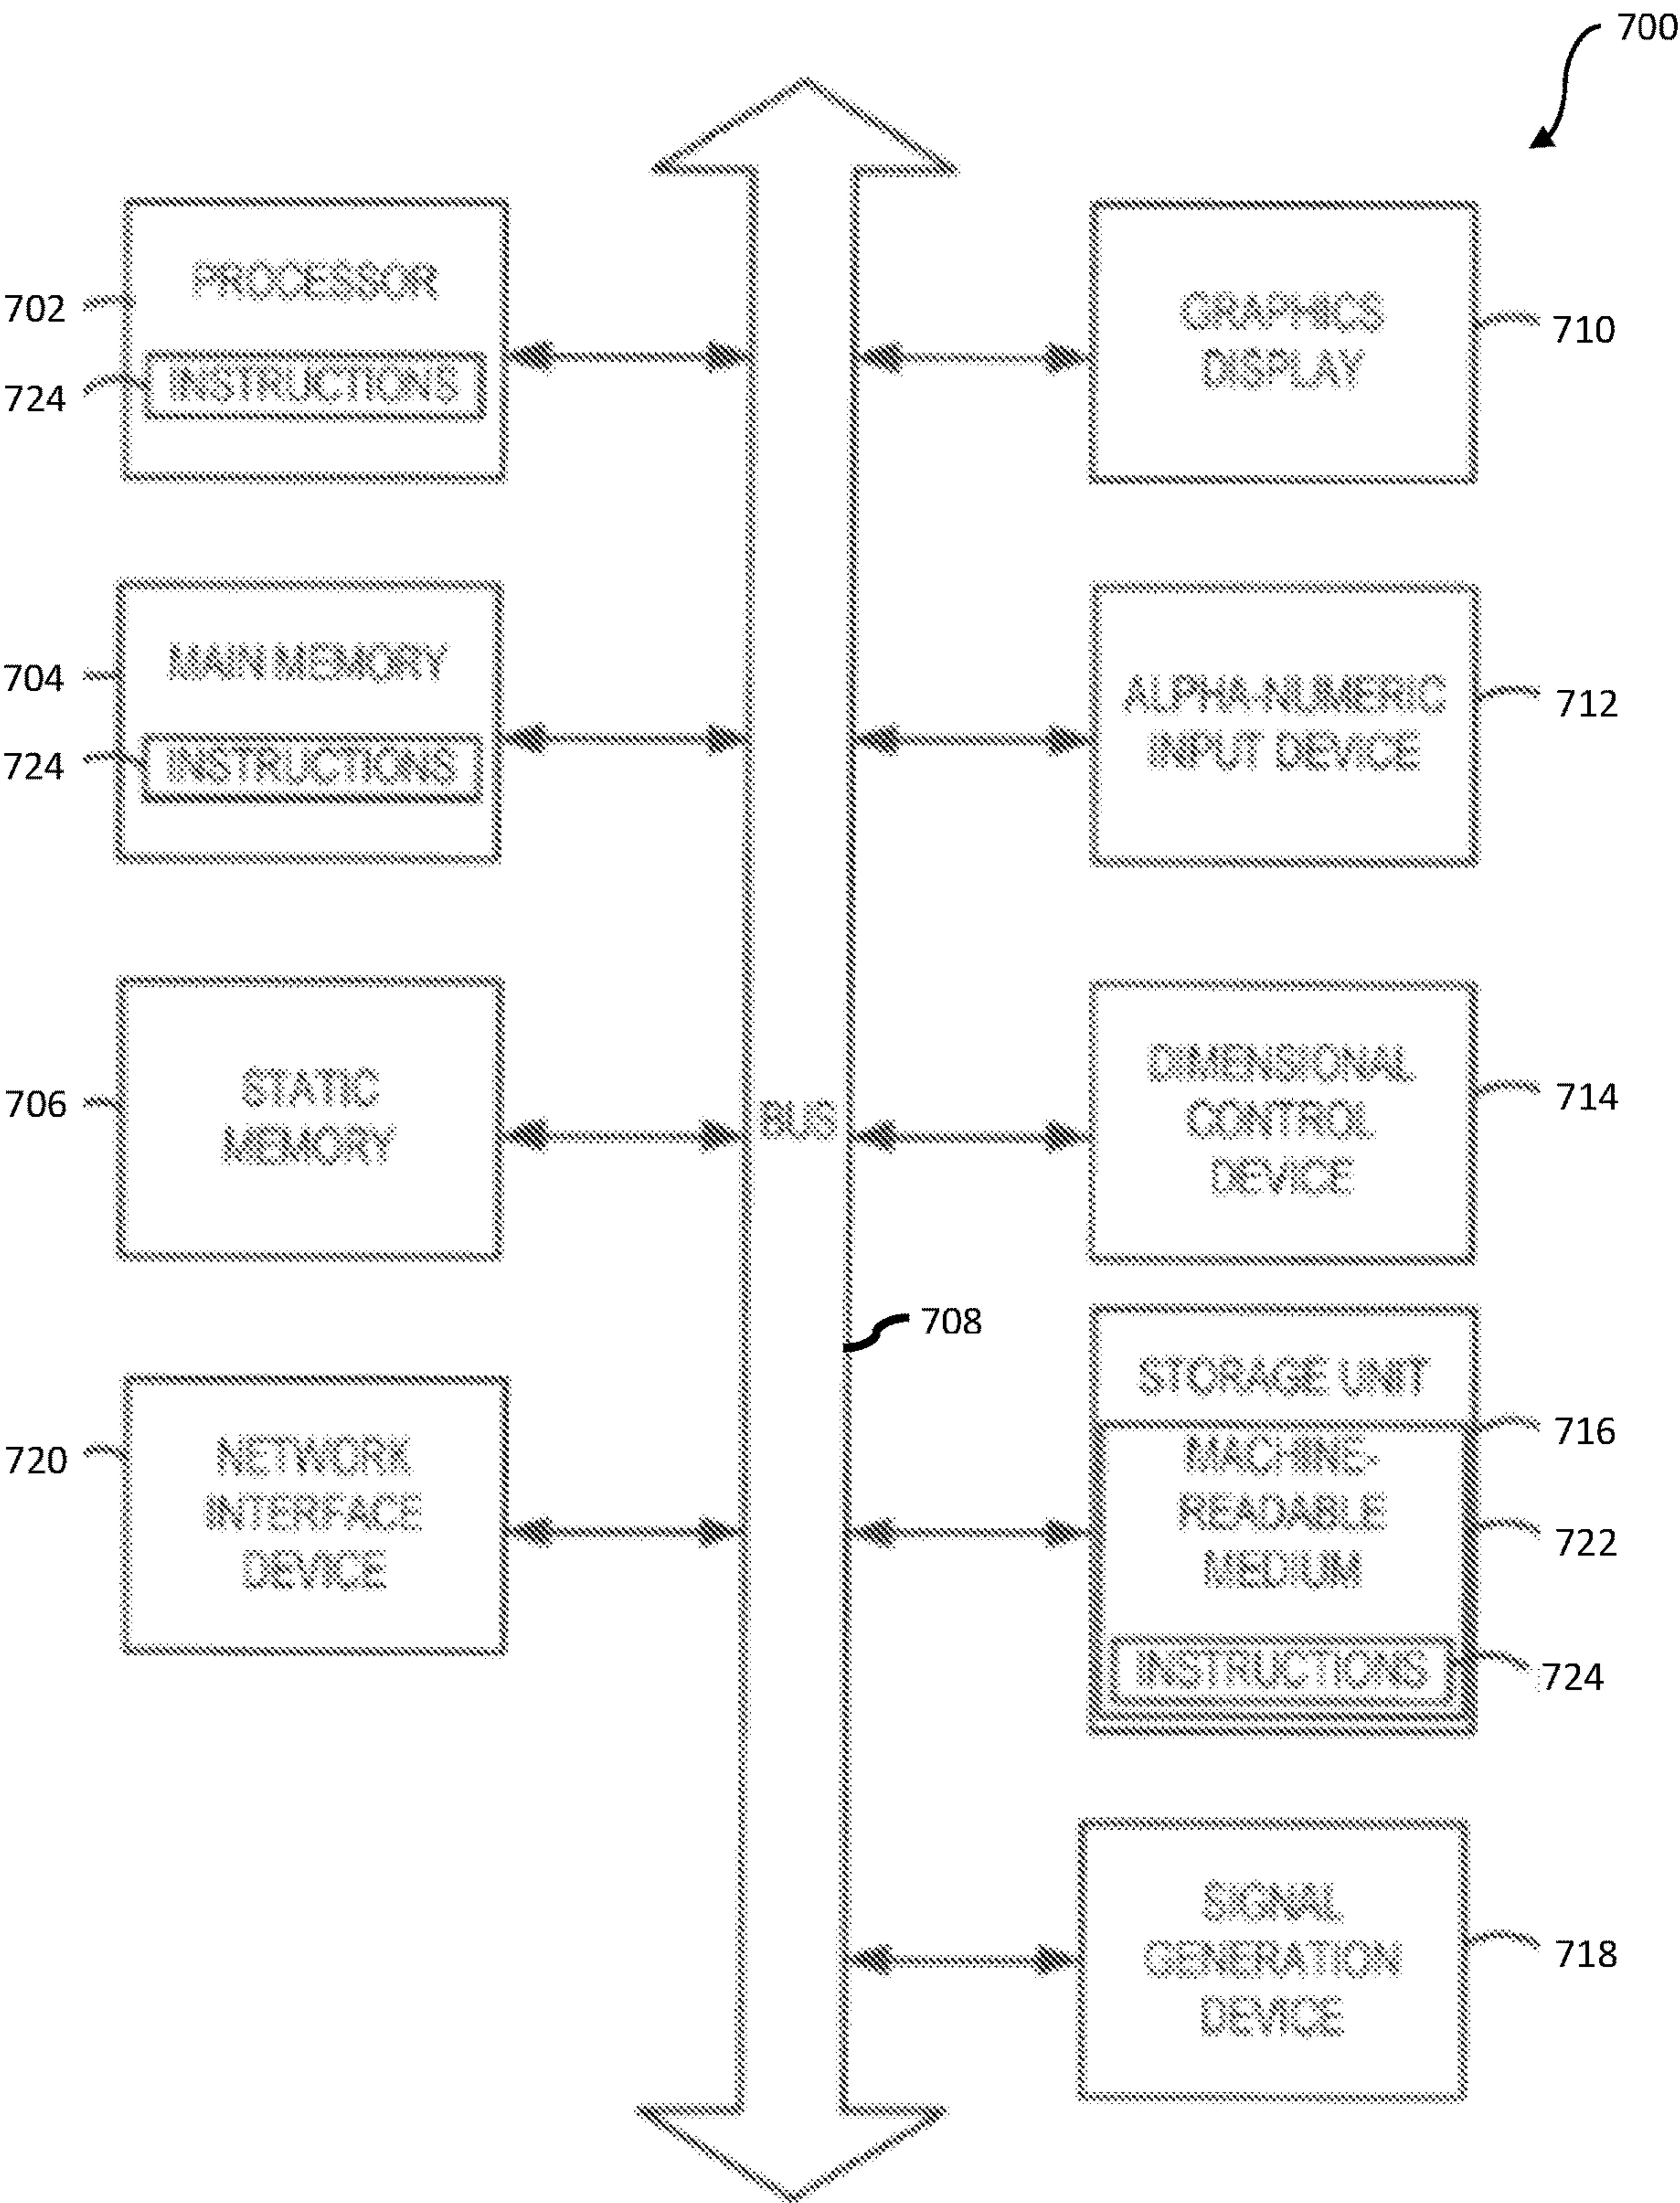 700
PROCESSOR
702
INSTRUCTIONS
724
GRAPHICS
DISPLAY
710
MAIN MEMORY
704
INSTRUCTIONS
724
ALPHA-NUMERIC
INPUT DEVICE
712
STATIC
MEMORY
706
BUS
DIMENSIONAL
CONTROL
DEVICE
714
708
NETWORK
INTERFACE
DEVICE
720
STORAGE UNIT
716
MACHINE-
READABLE
MEDIUM
722
INSTRUCTIONS
724
SIGNAL
GENERATION
DEVICE
718